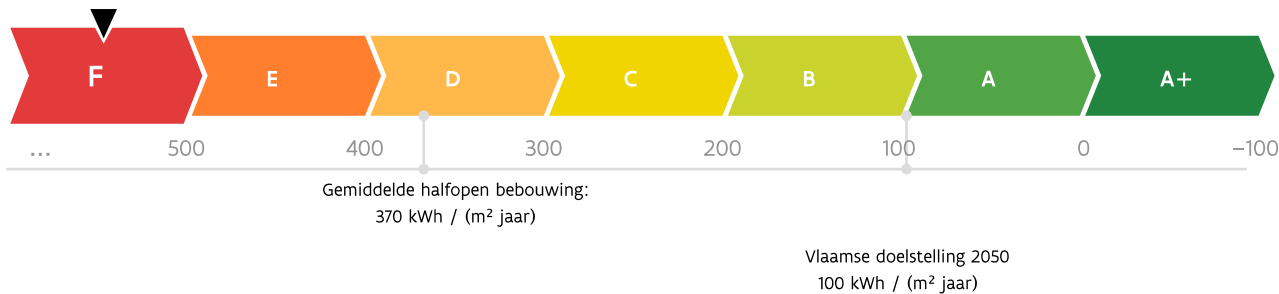 F E D C B A A+
... 500 400 300 200 100 0 −100
Gemiddelde halfopen bebouwing:
370 kWh / (m² jaar)
Vlaamse doelstelling 2050
100 kWh / (m² jaar)